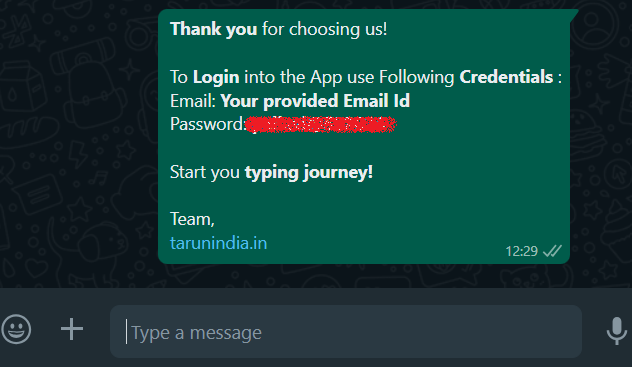 Thank you for choosing us!
To Login into the App use Following Credentials :
Email: Your provided Email Id
Password:
Start you typing journey!
Team,
tarunindia.in
12:29
Type a message